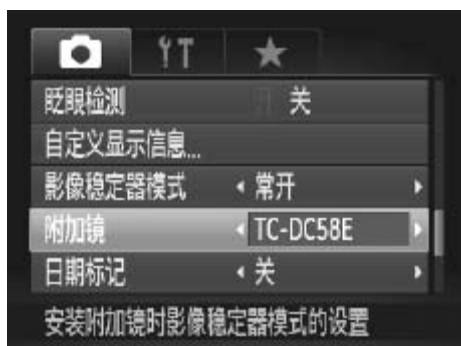 眨眼检测 开 关
自定义显示信息...
影像稳定器模式 常开
附加镜 TC-DC58E
日期标记 关
安装附加镜时影像稳定器模式的设置